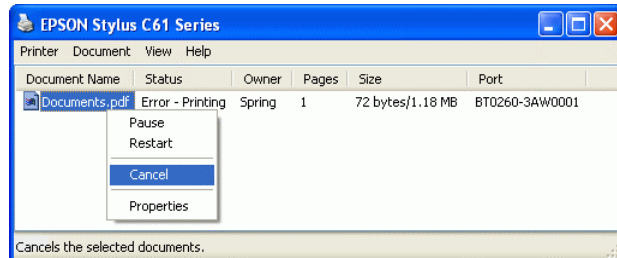 EPSON Stylus C61 Series
Printer Document View Help
Document Name Status Owner Pages Size Port
Documents.pdf Error - Printing Spring 1 72 bytes/1.18 MB BT0260-3AW0001
Pause
Restart
Cancel
Properties
Cancels the selected documents.